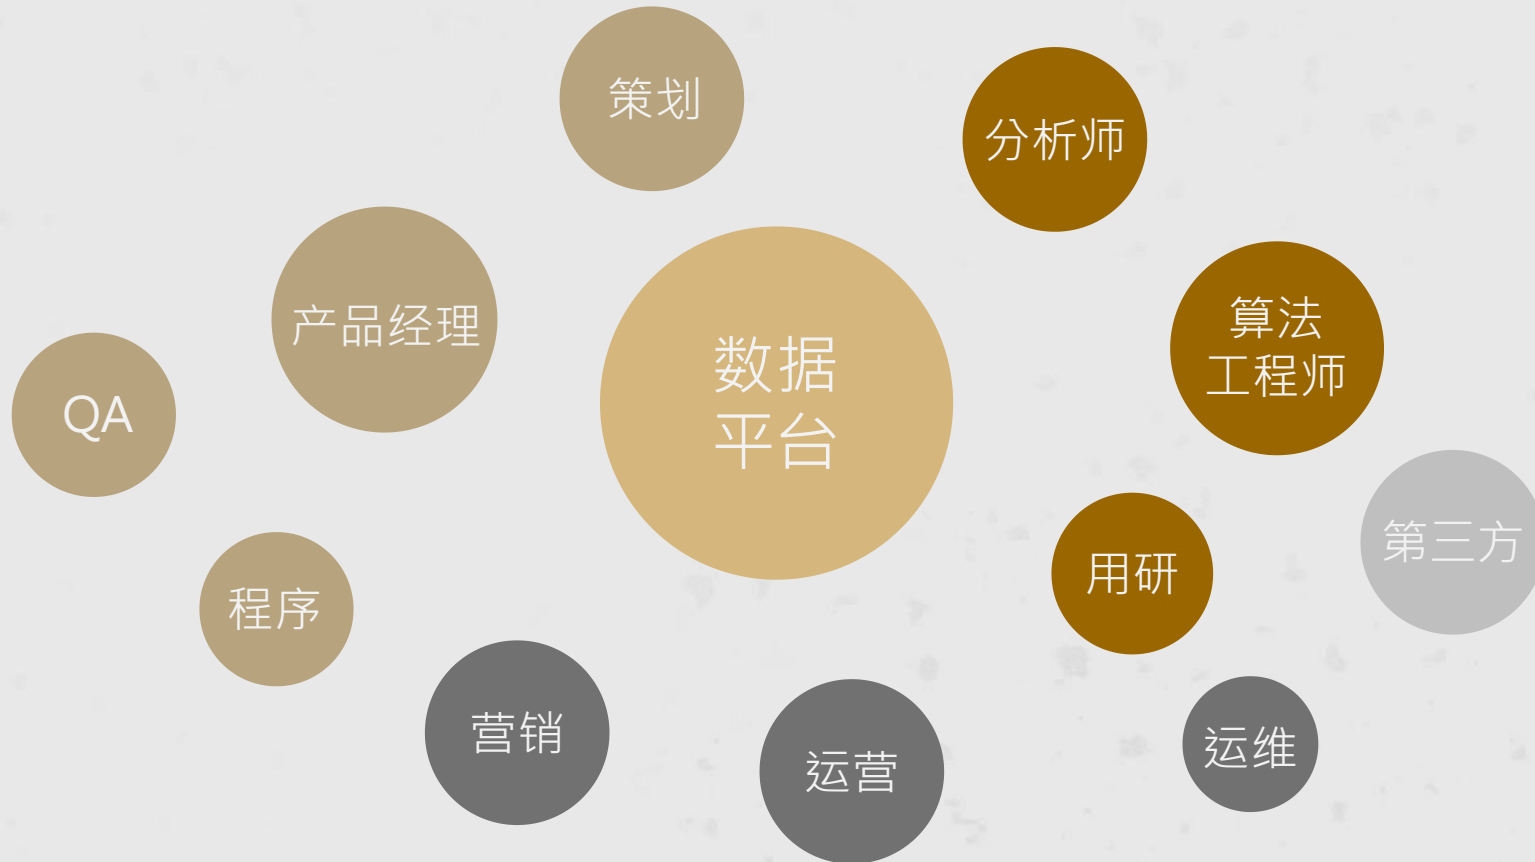 策划
分析师
产品经理
算法
工程师
数据
平台
QA
第三方
用研
程序
营销
运营
运维